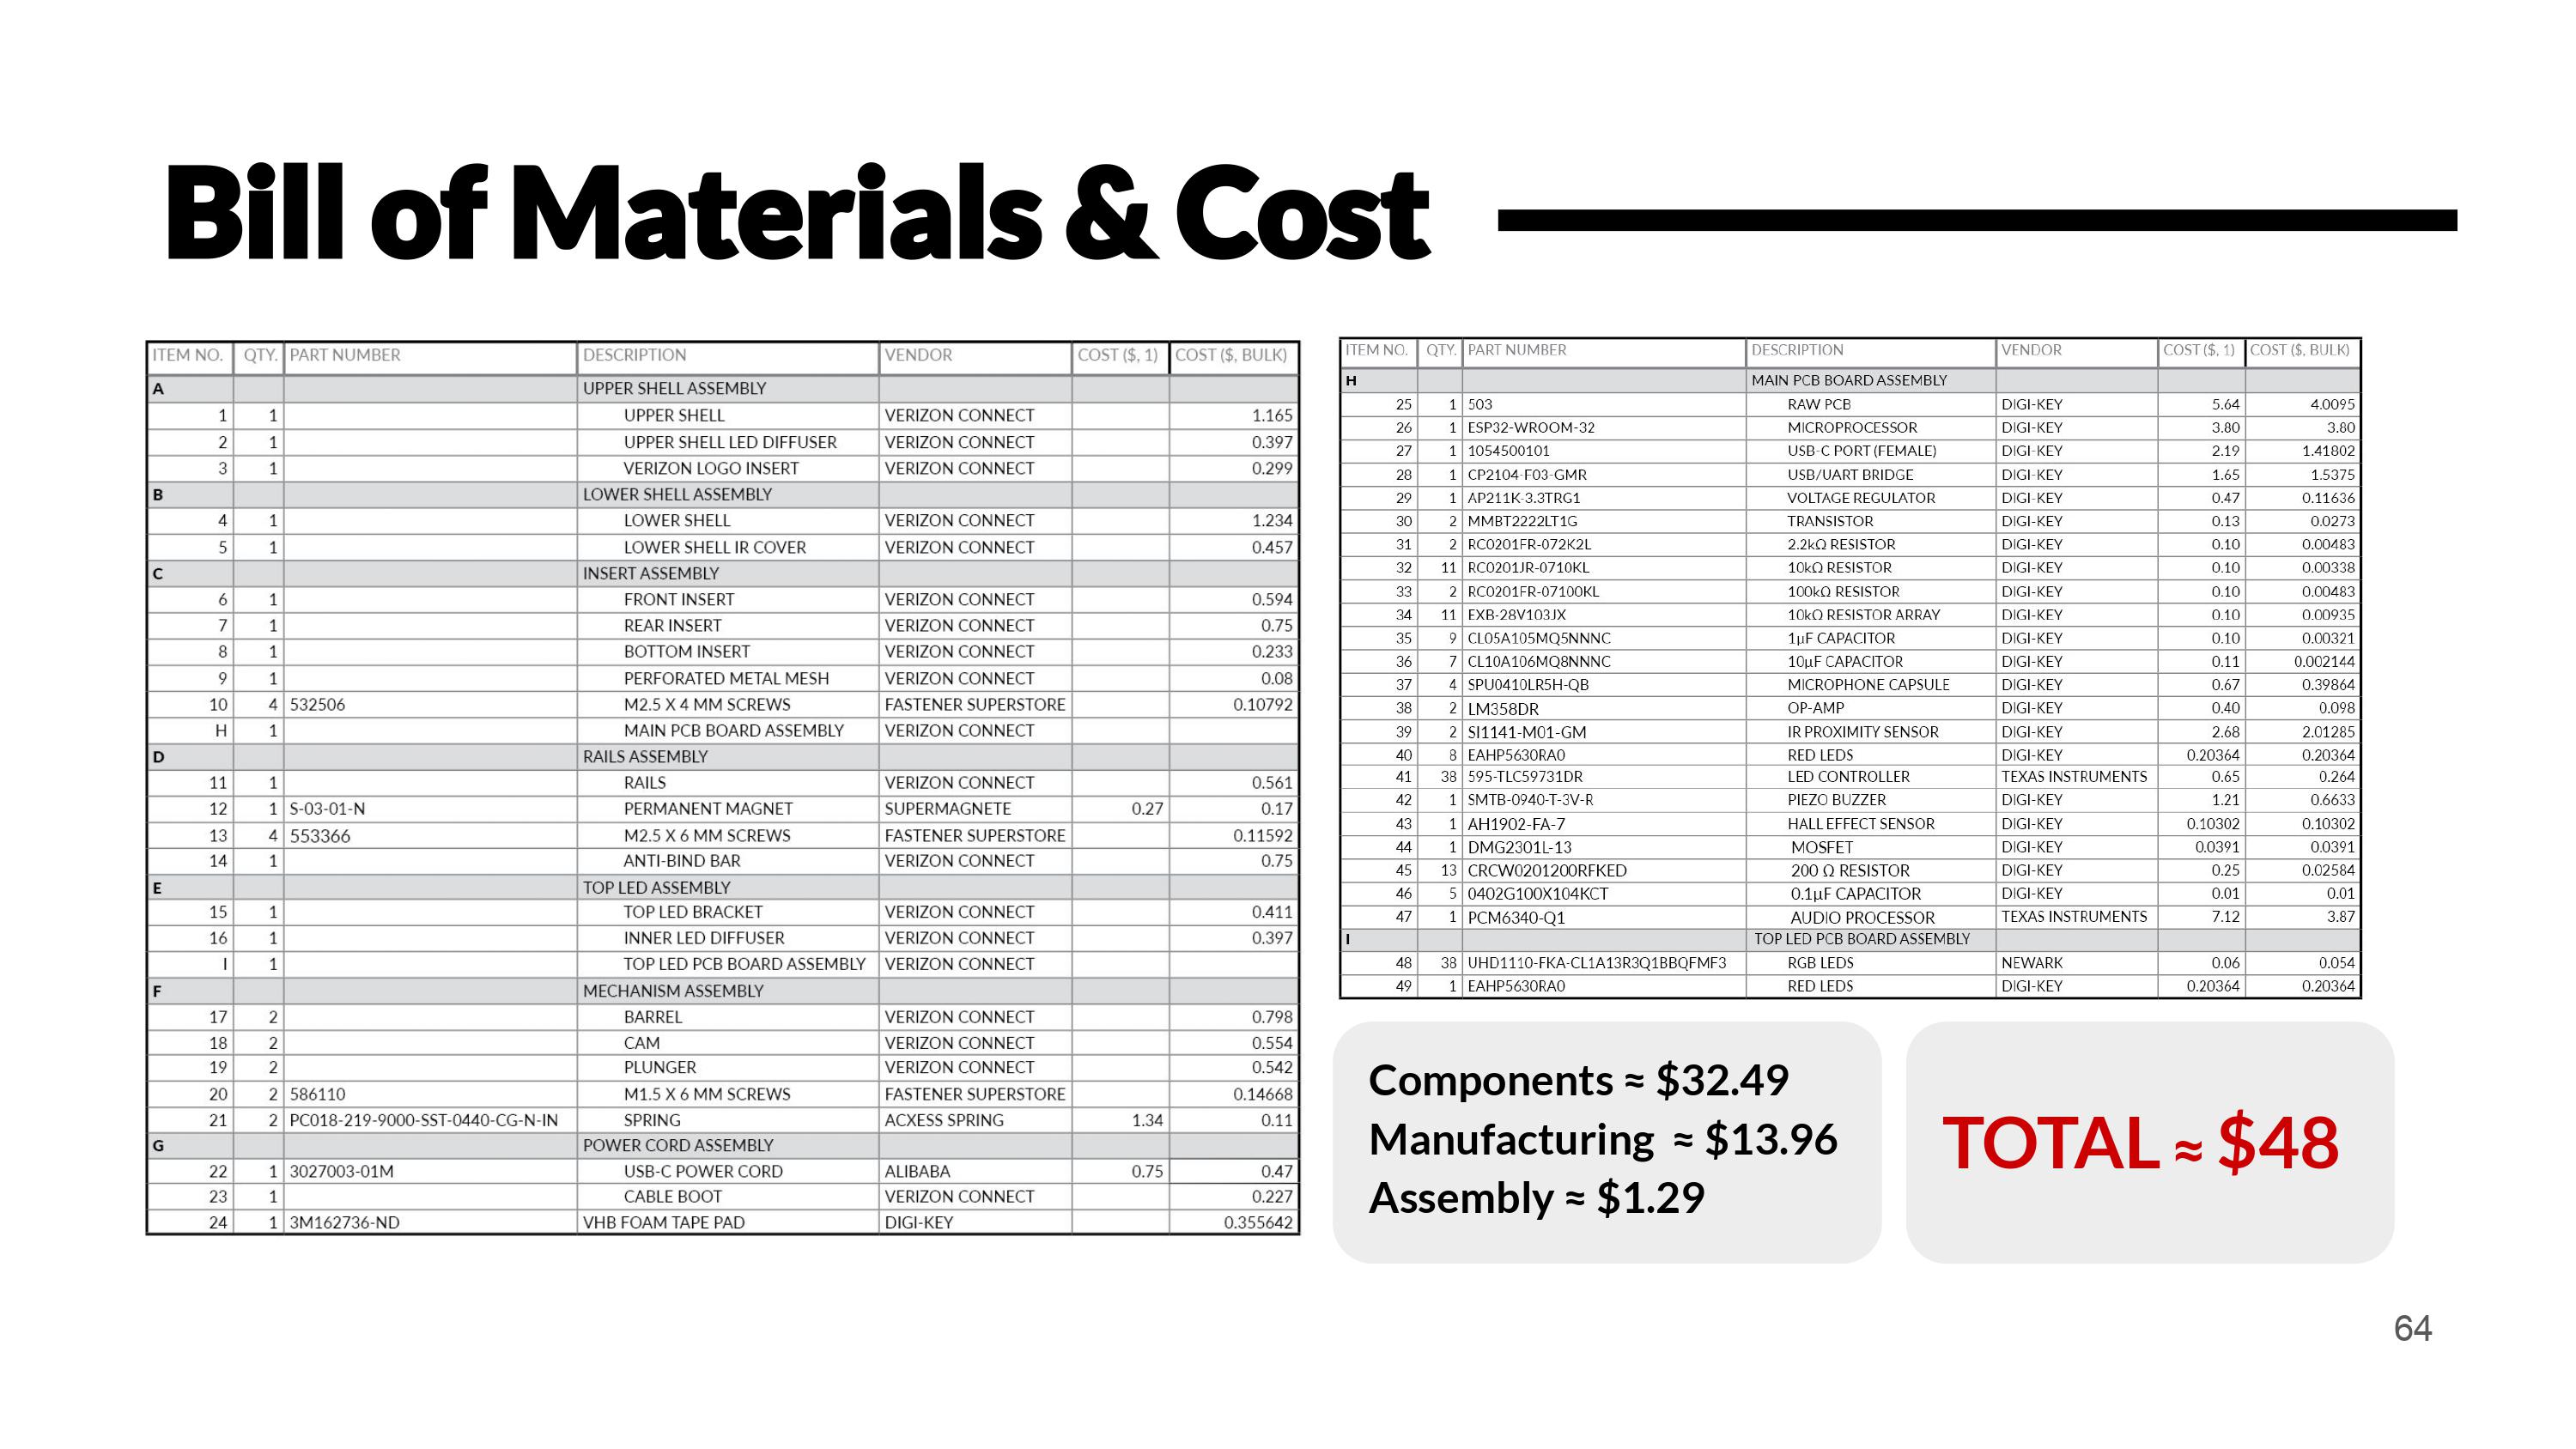 Bill of Materials & Cost
ITEM NO. QTY. PART NUMBER DESCRIPTION VENDOR COST ($, 1) COST ($, BULK)
A UPPER SHELL ASSEMBLY
1 1 UPPER SHELL VERIZON CONNECT 1.165
2 1 UPPER SHELL LED DIFFUSER VERIZON CONNECT 0.397
3 1 VERIZON LOGO INSERT VERIZON CONNECT 0.299
B LOWER SHELL ASSEMBLY
4 1 LOWER SHELL VERIZON CONNECT 1.234
5 1 LOWER SHELL IR COVER VERIZON CONNECT 0.457
C INSERT ASSEMBLY
6 1 FRONT INSERT VERIZON CONNECT 0.594
7 1 REAR INSERT VERIZON CONNECT 0.75
8 1 BOTTOM INSERT VERIZON CONNECT 0.233
9 1 PERFORATED METAL MESH VERIZON CONNECT 0.08
10 4 532506 M2.5 X 4 MM SCREWS FASTENER SUPERSTORE 0.10792
H 1 MAIN PCB BOARD ASSEMBLY VERIZON CONNECT
D RAILS ASSEMBLY
11 1 RAILS VERIZON CONNECT 0.561
12 1 S-03-01-N PERMANENT MAGNET SUPERMAGNETE 0.27 0.17
13 4 553366 M2.5 X 6 MM SCREWS FASTENER SUPERSTORE 0.11592
14 1 ANTI-BIND BAR VERIZON CONNECT 0.75
E TOP LED ASSEMBLY
15 1 TOP LED BRACKET VERIZON CONNECT 0.411
16 1 INNER LED DIFFUSER VERIZON CONNECT 0.397
I 1 TOP LED PCB BOARD ASSEMBLY VERIZON CONNECT
F MECHANISM ASSEMBLY
17 2 BARREL VERIZON CONNECT 0.798
18 2 CAM VERIZON CONNECT 0.554
19 2 PLUNGER VERIZON CONNECT 0.542
20 2 586110 M1.5 X 6 MM SCREWS FASTENER SUPERSTORE 0.14668
21 2 PC018-219-9000-SST-0440-CG-N-IN SPRING ACXESS SPRING 1.34 0.11
G POWER CORD ASSEMBLY
22 1 3027003-01M USB-C POWER CORD ALIBABA 0.75 0.47
23 1 CABLE BOOT VERIZON CONNECT 0.227
24 1 3M162736-ND VHB FOAM TAPE PAD DIGI-KEY 0.355642
ITEM NO. QTY. PART NUMBER DESCRIPTION VENDOR COST ($, 1) COST ($, BULK)
H MAIN PCB BOARD ASSEMBLY
25 1 503 RAW PCB DIGI-KEY 5.64 4.0095
26 1 ESP32-WROOM-32 MICROPROCESSOR DIGI-KEY 3.80 3.80
27 1 1054500101 USB-C PORT (FEMALE) DIGI-KEY 2.19 1.41802
28 1 CP2104-F03-GMR USB/UART BRIDGE DIGI-KEY 1.65 1.5375
29 1 AP211K-3.3TRG1 VOLTAGE REGULATOR DIGI-KEY 0.47 0.11636
30 2 MMBT2222LT1G TRANSISTOR DIGI-KEY 0.13 0.0273
31 2 RC0201FR-072K2L 2.2kΩ RESISTOR DIGI-KEY 0.10 0.00483
32 11 RC0201JR-0710KL 10kΩ RESISTOR DIGI-KEY 0.10 0.00338
33 2 RC0201FR-07100KL 100kΩ RESISTOR DIGI-KEY 0.10 0.00483
34 11 EXB-28V103JX 10kΩ RESISTOR ARRAY DIGI-KEY 0.10 0.00935
35 9 CL05A105MQ5NNNC 1μF CAPACITOR DIGI-KEY 0.10 0.00321
36 7 CL10A106MQ8NNNC 10μF CAPACITOR DIGI-KEY 0.11 0.002144
37 4 SPU0410LR5H-QB MICROPHONE CAPSULE DIGI-KEY 0.67 0.39864
38 2 LM358DR OP-AMP DIGI-KEY 0.40 0.098
39 2 SI1141-M01-GM IR PROXIMITY SENSOR DIGI-KEY 2.68 2.01285
40 8 EAHP5630RA0 RED LEDS DIGI-KEY 0.20364 0.20364
41 38 595-TLC59731DR LED CONTROLLER TEXAS INSTRUMENTS 0.65 0.264
42 1 SMTB-0940-T-3V-R PIEZO BUZZER DIGI-KEY 1.21 0.6633
43 1 AH1902-FA-7 HALL EFFECT SENSOR DIGI-KEY 0.10302 0.10302
44 1 DMG2301L-13 MOSFET DIGI-KEY 0.0391 0.0391
45 13 CRCW0201200RFKED 200 Ω RESISTOR DIGI-KEY 0.25 0.02584
46 5 0402G100X104KCT 0.1μF CAPACITOR DIGI-KEY 0.01 0.01
47 1 PCM6340-Q1 AUDIO PROCESSOR TEXAS INSTRUMENTS 7.12 3.87
I TOP LED PCB BOARD ASSEMBLY
48 38 UHD1110-FKA-CL1A13R3Q1BBQFMF3 RGB LEDS NEWARK 0.06 0.054
49 1 EAHP5630RA0 RED LEDS DIGI-KEY 0.20364 0.20364
Components ≈ $32.49
Manufacturing ≈ $13.96
Assembly ≈ $1.29
TOTAL ≈ $48
64